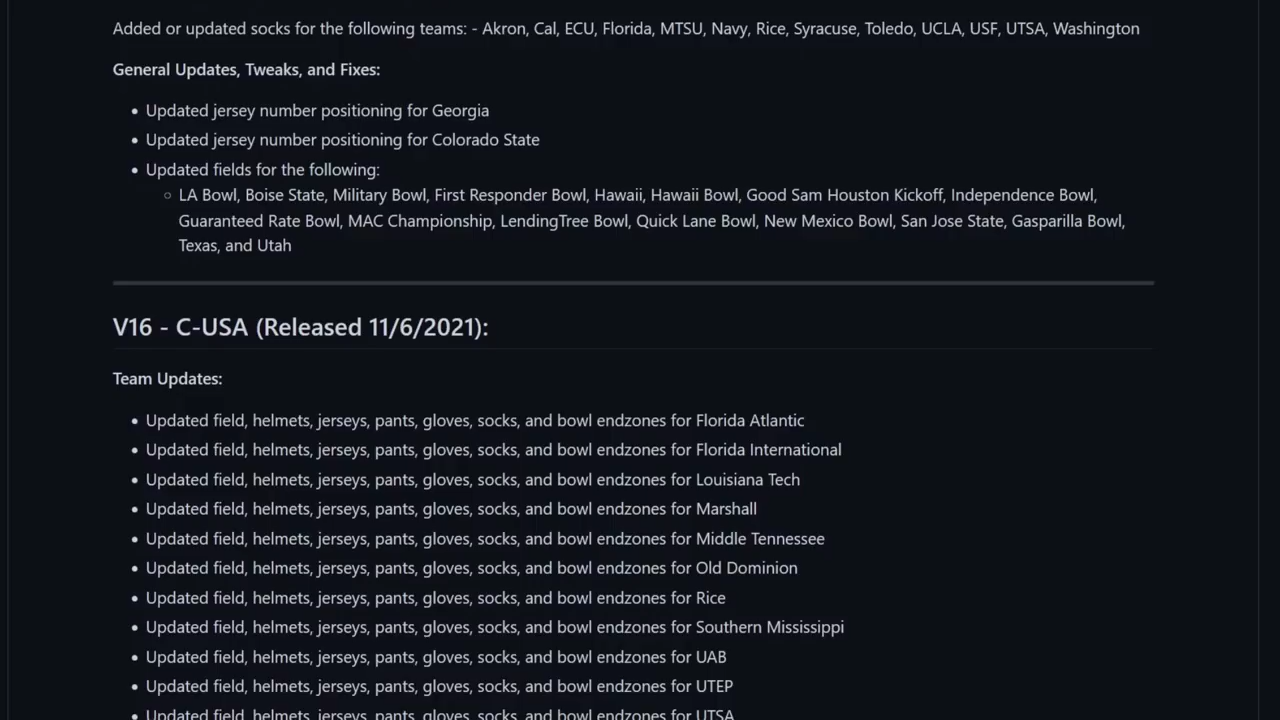 Added or updated socks for the following teams: - Akron, Cal, ECU, Florida, MTSU, Navy, Rice, Syracuse, Toledo, UCLA, USF, UTSA, Washington
General Updates, Tweaks, and Fixes:
• Updated jersey number positioning for Georgia
• Updated jersey number positioning for Colorado State
• Updated fields for the following:
◦ LA Bowl, Boise State, Military Bowl, First Responder Bowl, Hawaii, Hawaii Bowl, Good Sam Houston Kickoff, Independence Bowl,
Guaranteed Rate Bowl, MAC Championship, LendingTree Bowl, Quick Lane Bowl, New Mexico Bowl, San Jose State, Gasparilla Bowl,
Texas, and Utah
V16 - C-USA (Released 11/6/2021):
Team Updates:
• Updated field, helmets, jerseys, pants, gloves, socks, and bowl endzones for Florida Atlantic
• Updated field, helmets, jerseys, pants, gloves, socks, and bowl endzones for Florida International
• Updated field, helmets, jerseys, pants, gloves, socks, and bowl endzones for Louisiana Tech
• Updated field, helmets, jerseys, pants, gloves, socks, and bowl endzones for Marshall
• Updated field, helmets, jerseys, pants, gloves, socks, and bowl endzones for Middle Tennessee
• Updated field, helmets, jerseys, pants, gloves, socks, and bowl endzones for Old Dominion
• Updated field, helmets, jerseys, pants, gloves, socks, and bowl endzones for Rice
• Updated field, helmets, jerseys, pants, gloves, socks, and bowl endzones for Southern Mississippi
• Updated field, helmets, jerseys, pants, gloves, socks, and bowl endzones for UAB
• Updated field, helmets, jerseys, pants, gloves, socks, and bowl endzones for UTEP
• Updated field, helmets, jerseys, pants, gloves, socks, and bowl endzones for UTSA